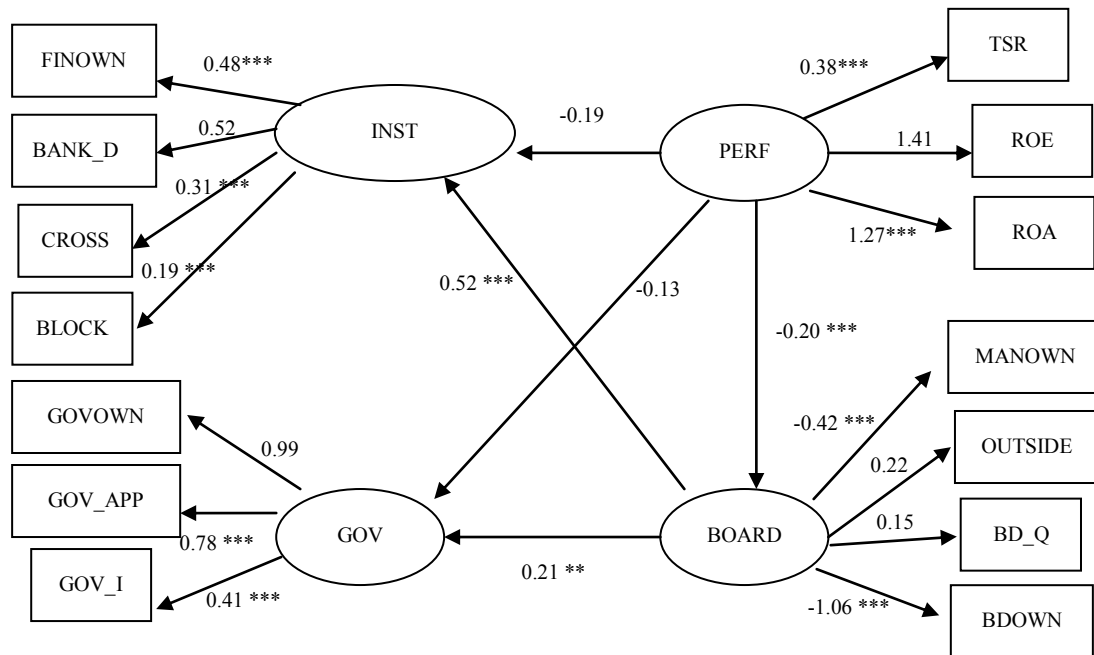 TSR
FINOWN
0.48***
0.38***
INST
-0.19
PERF
BANK_D
0.52
1.41
ROE
0.31 ***
CROSS
1.27***
ROA
0.19 ***
0.52 ***
-0.13
BLOCK
-0.20 ***
MANOWN
GOVOWN
-0.42 ***
0.99
OUTSIDE
0.22
GOV_APP
GOV
BOARD
0.15
BD_Q
0.78 ***
0.21 **
GOV_I
0.41 ***
-1.06 ***
BDOWN